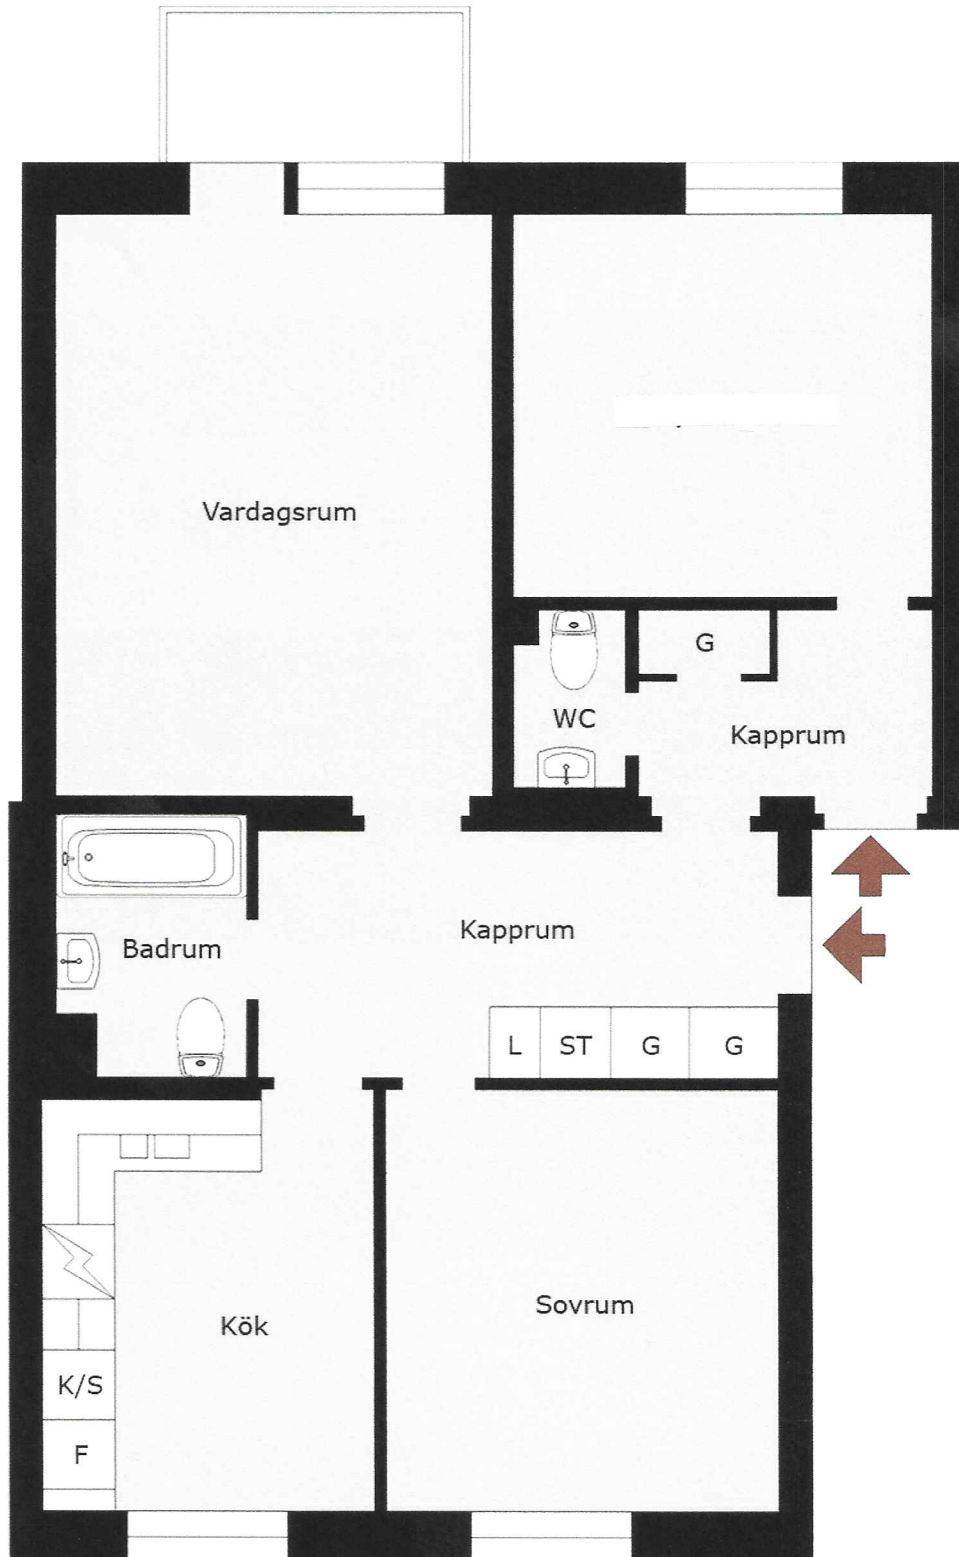 Vardagsrum
G
WC
Kapprum
Kapprum
Badrum
L ST G G
Sovrum
Kök
K/S
F